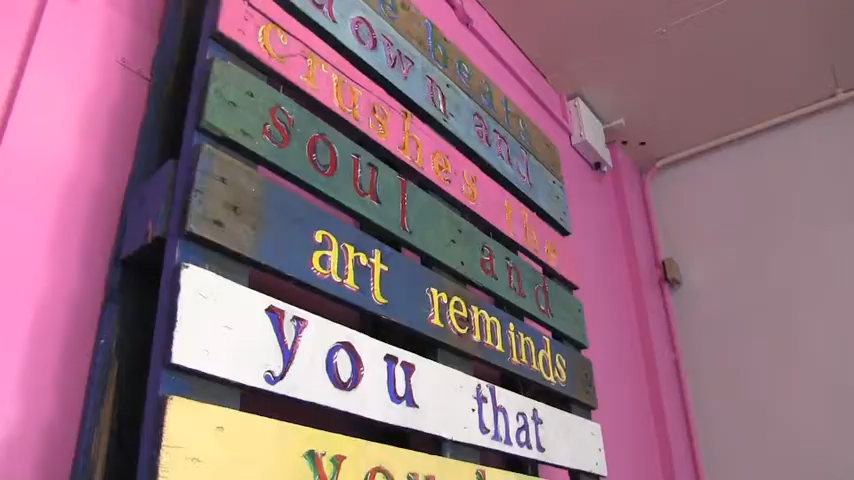 beats
down and
crushes the
soul and
art reminds
you that